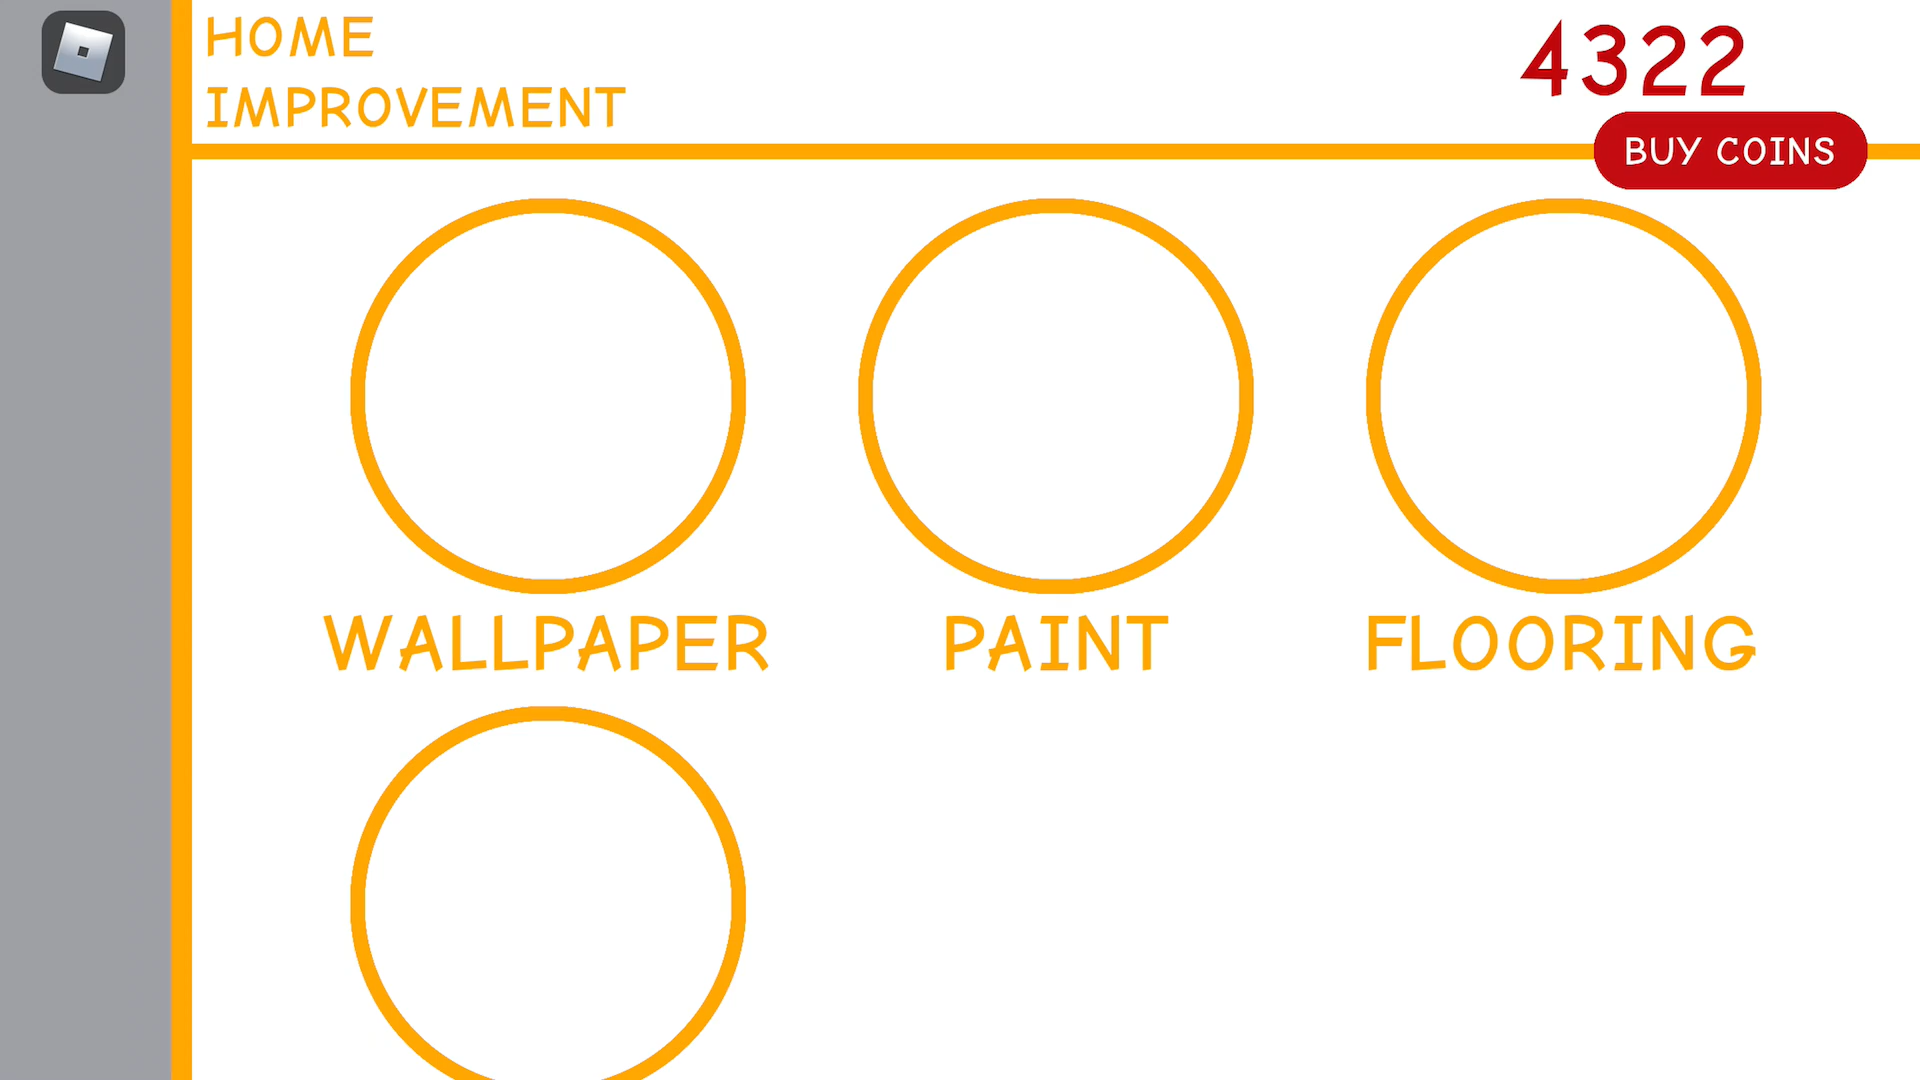 HOME
IMPROVEMENT
4322
BUY COINS
WALLPAPER
PAINT
FLOORING